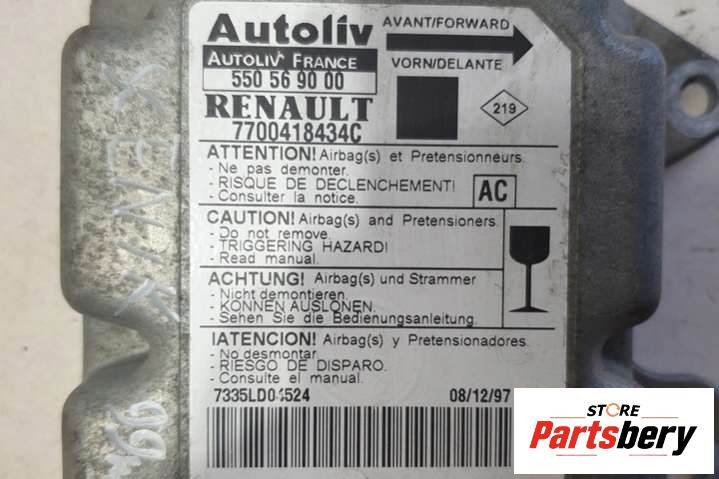 Autoliv
AVANT/FORWARD
AUTOLIV FRANCE
VORN/DELANTE
550 56 90 00
RENAULT
7700418434C
219
ATTENTION! Airbag(s) et Pretensionneurs.
- Ne pas demonter.
- RISQUE DE DECLENCHEMENT!
- Consulter la notice.
AC
CAUTION! Airbag(s) and Pretensioners.
- Do not remove.
- TRIGGERING HAZARD!
- Read manual.
ACHTUNG! Airbag(s) und Strammer
- Nicht demontieren.
- KONNEN AUSLONEN.
- Sehen Sie die Bedienungsanleitung.
¡ATENCION! Airbag(s) y Pretensionadores.
- No desmontar.
- RIESGO DE DISPARO.
- Consulte el manual.
08/12/97
STORE
Partsbery